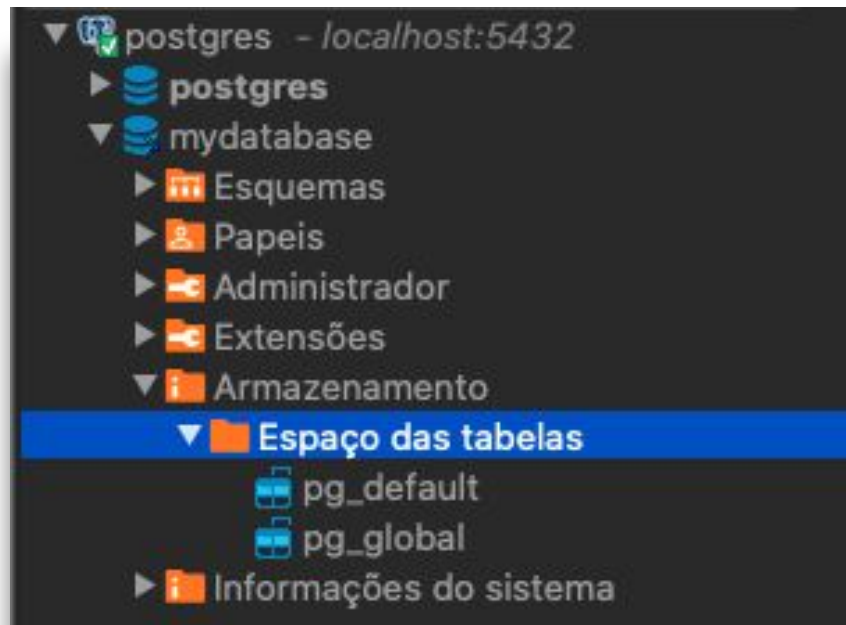 postgres - localhost:5432
postgres
mydatabase
Esquemas
Papeis
Administrador
Extensões
Armazenamento
Espaço das tabelas
pg_default
pg_global
Informações do sistema